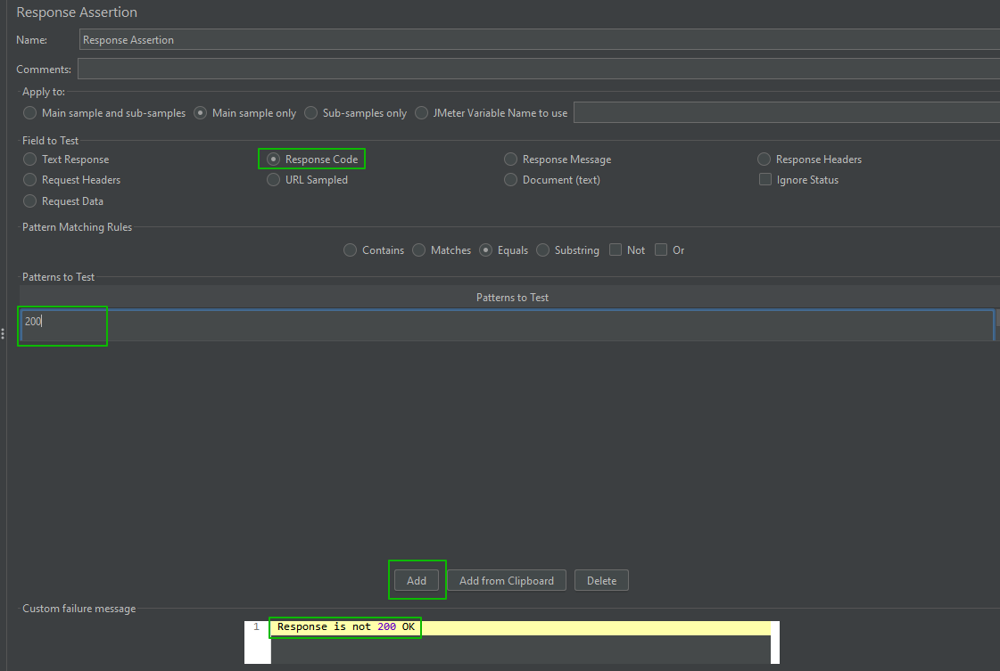 Response Assertion
Name: Response Assertion
Comments:
Apply to:
Main sample and sub-samples Main sample only Sub-samples only JMeter Variable Name to use
Field to Test
Text Response Response Code Response Message Response Headers
Request Headers URL Sampled Document (text) Ignore Status
Request Data
Pattern Matching Rules
Contains Matches Equals Substring Not Or
Patterns to Test
Patterns to Test
200
Add Add from Clipboard Delete
Custom failure message
1 Response is not 200 OK